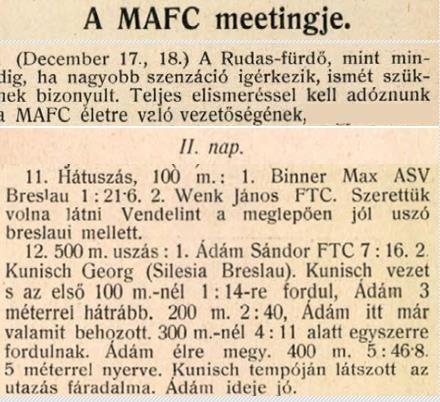 A MAFC meetingje.
(December 17., 18.) A Rudas-fürdő, mint min-
dig, ha nagyobb szenzáció igérkezik, ismét szük-
nek bizonyult. Teljes elismeréssel kell adóznunk
a MAFC életre való vezetőségének,
II. nap.
11. Hátuszás, 100 m.: 1. Binner Max ASV
Breslau 1:21·6. 2. Wenk János FTC. Szerettük
volna látni Vendelint a meglepően jól uszó
breslaui mellett.
12. 500 m. uszás: 1. Ádám Sándor FTC 7:16. 2.
Kunisch Georg (Silesia Breslau). Kunisch vezet
s az első 100 m.-nél 1:14-re fordul, Ádám 3
méterrel hátrább. 200 m. 2:40, Ádám itt már
valamit behozott. 300 m.-nél 4:11 alatt egyszerre
fordulnak. Ádám élre megy. 400 m. 5:46·8.
5 méterrel nyerve. Kunisch tempóján látszott az
utazás fáradalma. Ádám ideje jó.